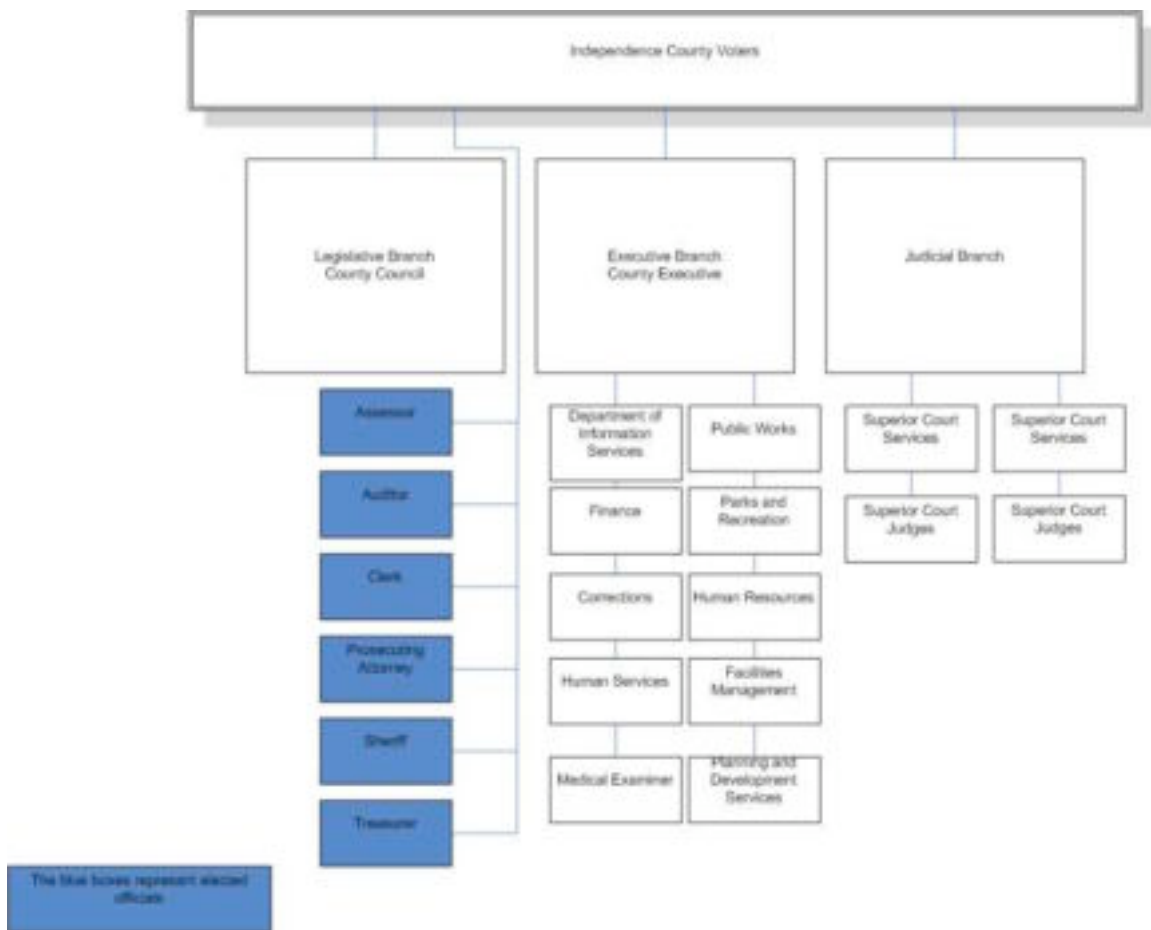 Independence County Voters
Legislative Branch
County Council
Executive Branch
County Executive
Judicial Branch
Assessor
Auditor
Clerk
Prosecuting
Attorney
Sheriff
Treasurer
Department of
Information
Services
Finance
Corrections
Human Services
Medical Examiner
Public Works
Parks and
Recreation
Human Resources
Facilities
Management
Planning and
Development
Services
Superior Court
Services
Superior Court
Judges
Superior Court
Services
Superior Court
Judges
The blue boxes represent elected
officials